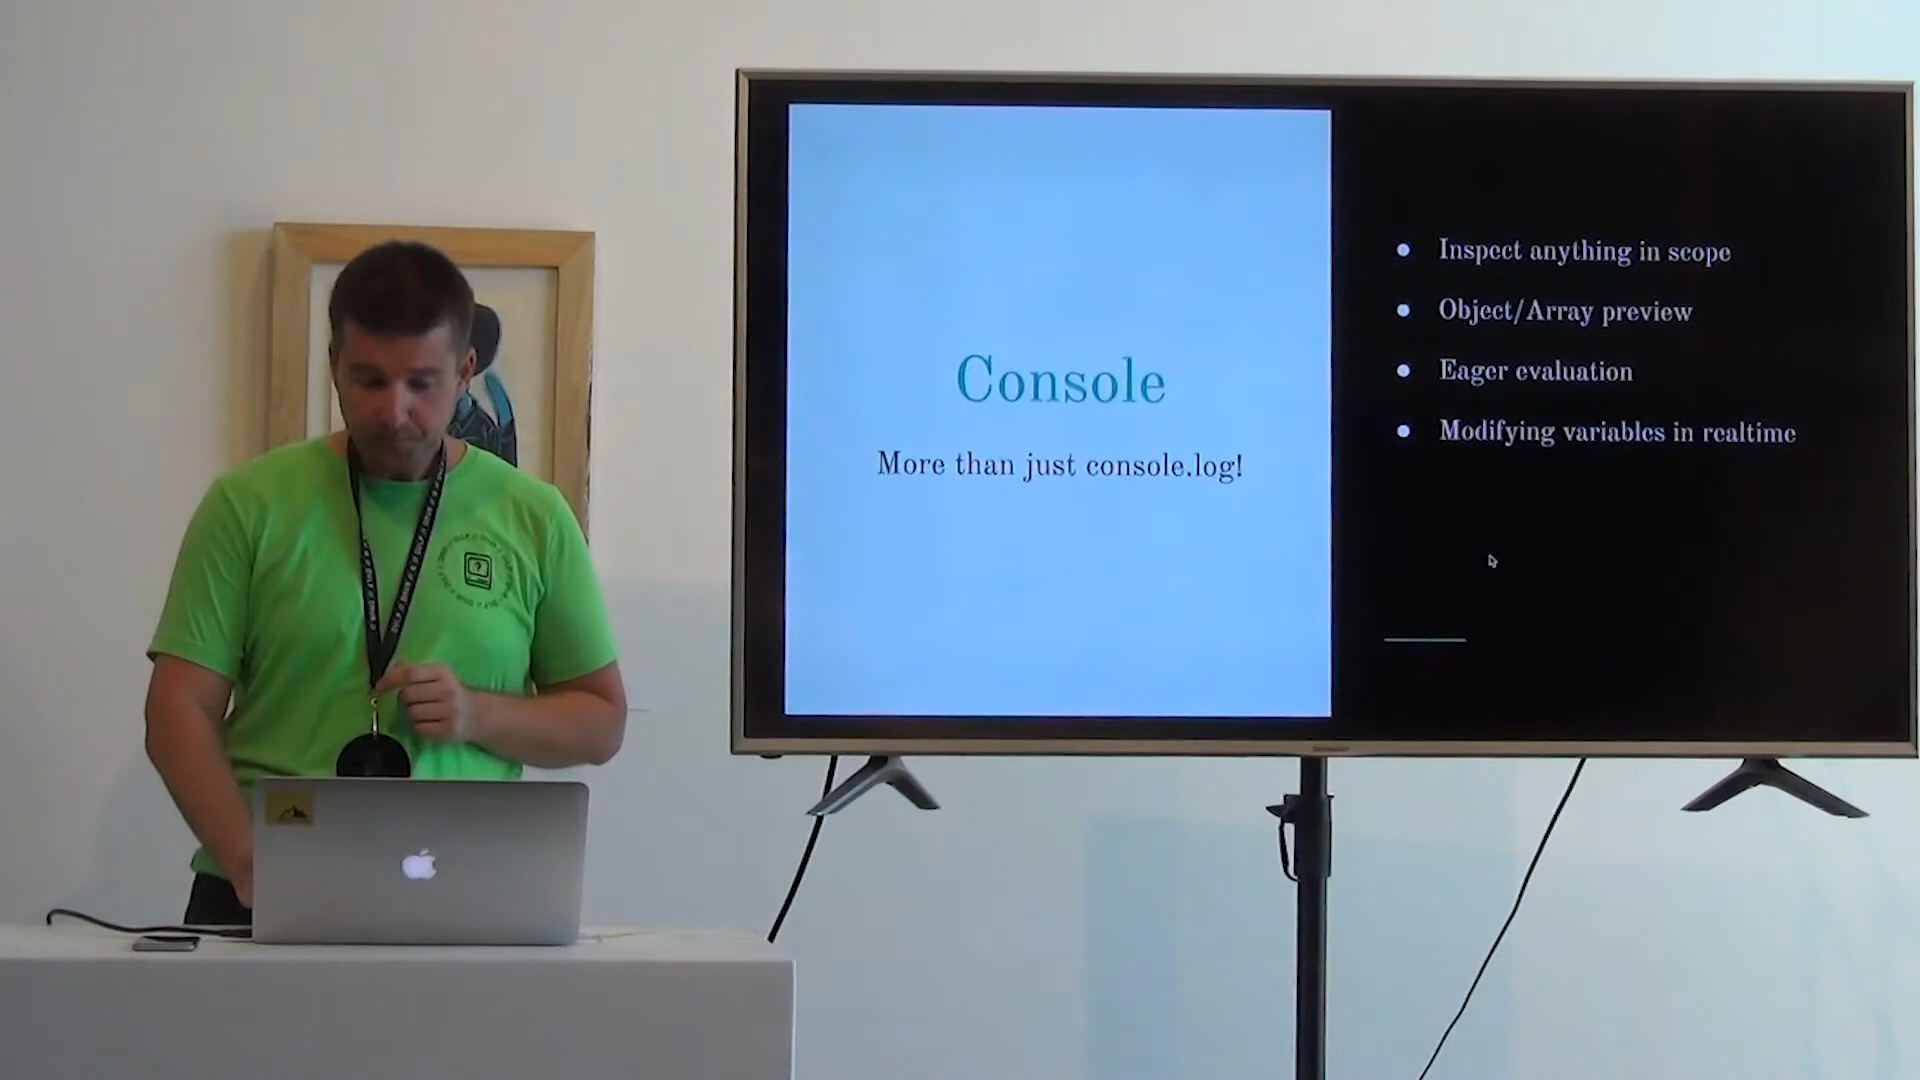 Console
More than just console.log!
Inspect anything in scope
Object/Array preview
Eager evaluation
Modifying variables in realtime